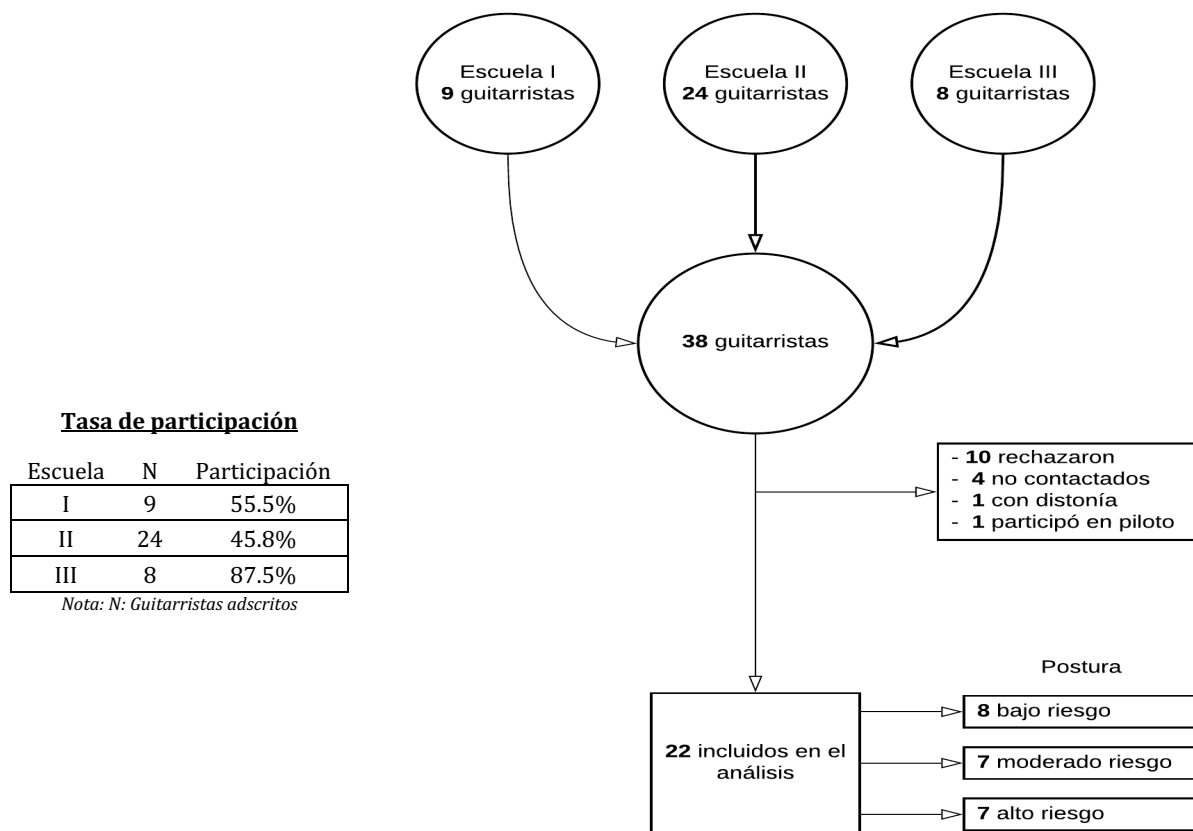 Escuela I
9 guitarristas
Escuela II
24 guitarristas
Escuela III
8 guitarristas
38 guitarristas
Tasa de participación
Escuela N Participación
I 9 55.5%
II 24 45.8%
III 8 87.5%
Nota: N: Guitarristas adscritos
- 10 rechazaron
- 4 no contactados
- 1 con distonía
- 1 participó en piloto
Postura
22 incluidos en el
análisis
8 bajo riesgo
7 moderado riesgo
7 alto riesgo